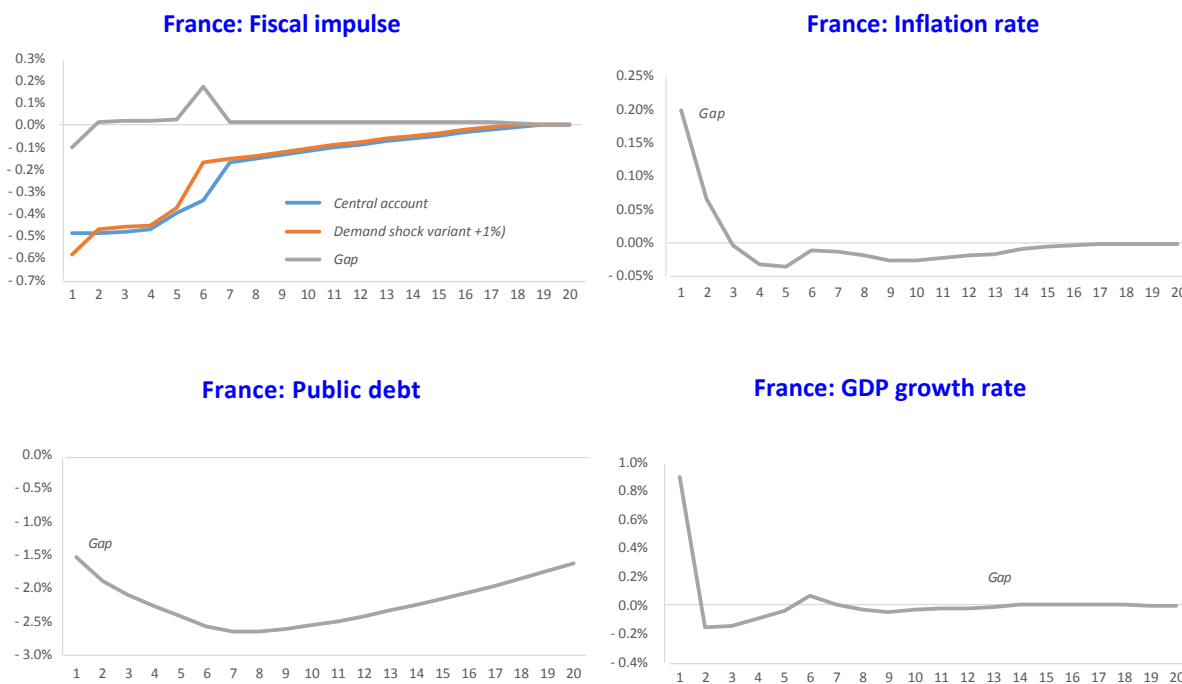 France: Fiscal impulse
0.3%
0.2%
0.1%
0.0%
- 0.1%
- 0.2%
- 0.3%
- 0.4%
- 0.5%
- 0.6%
- 0.7%
Central account
Demand shock variant +1%)
Gap
1 2 3 4 5 6 7 8 9 10 11 12 13 14 15 16 17 18 19 20
France: Inflation rate
0.25%
0.20%
0.15%
0.10%
0.05%
0.00%
- 0.05%
Gap
1 2 3 4 5 6 7 8 9 10 11 12 13 14 15 16 17 18 19 20
France: Public debt
0.0%
- 0.5%
- 1.0%
- 1.5%
- 2.0%
- 2.5%
- 3.0%
Gap
1 2 3 4 5 6 7 8 9 10 11 12 13 14 15 16 17 18 19 20
France: GDP growth rate
1.0%
0.8%
0.6%
0.4%
0.2%
0.0%
- 0.2%
- 0.4%
Gap
1 2 3 4 5 6 7 8 9 10 11 12 13 14 15 16 17 18 19 20